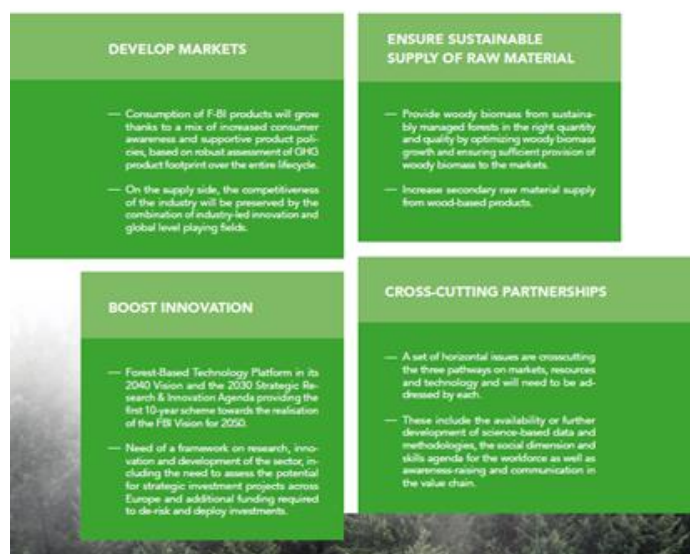 DEVELOP MARKETS
— Consumption of F-BI products will grow
thanks to a mix of increased consumer
awareness and supportive product poli-
cies, based on robust assessment of GHG
product footprint over the entire lifecycle.
— On the supply side, the competitiveness
of the industry will be preserved by the
combination of industry-led innovation and
global level playing fields.
ENSURE SUSTAINABLE
SUPPLY OF RAW MATERIAL
— Provide woody biomass from sustaina-
bly managed forests in the right quantity
and quality by optimizing woody biomass
growth and ensuring sufficient provision of
woody biomass to the markets.
— Increase secondary raw material supply
from wood-based products.
BOOST INNOVATION
— Forest-Based Technology Platform in its
2040 Vision and the 2030 Strategic Re-
search & Innovation Agenda providing the
first 10-year scheme towards the realisation
of the FBI Vision for 2050.
— Need of a framework on research, inno-
vation and development of the sector, in-
cluding the need to assess the potential
for strategic investment projects across
Europe and additional funding required
to de-risk and deploy investments.
CROSS-CUTTING PARTNERSHIPS
— A set of horizontal issues are crosscutting
the three pathways on markets, resources
and technology and will need to be ad-
dressed by each.
— These include the availability or further
development of science-based data and
methodologies, the social dimension and
skills agenda for the workforce as well as
awareness-raising and communication in
the value chain.